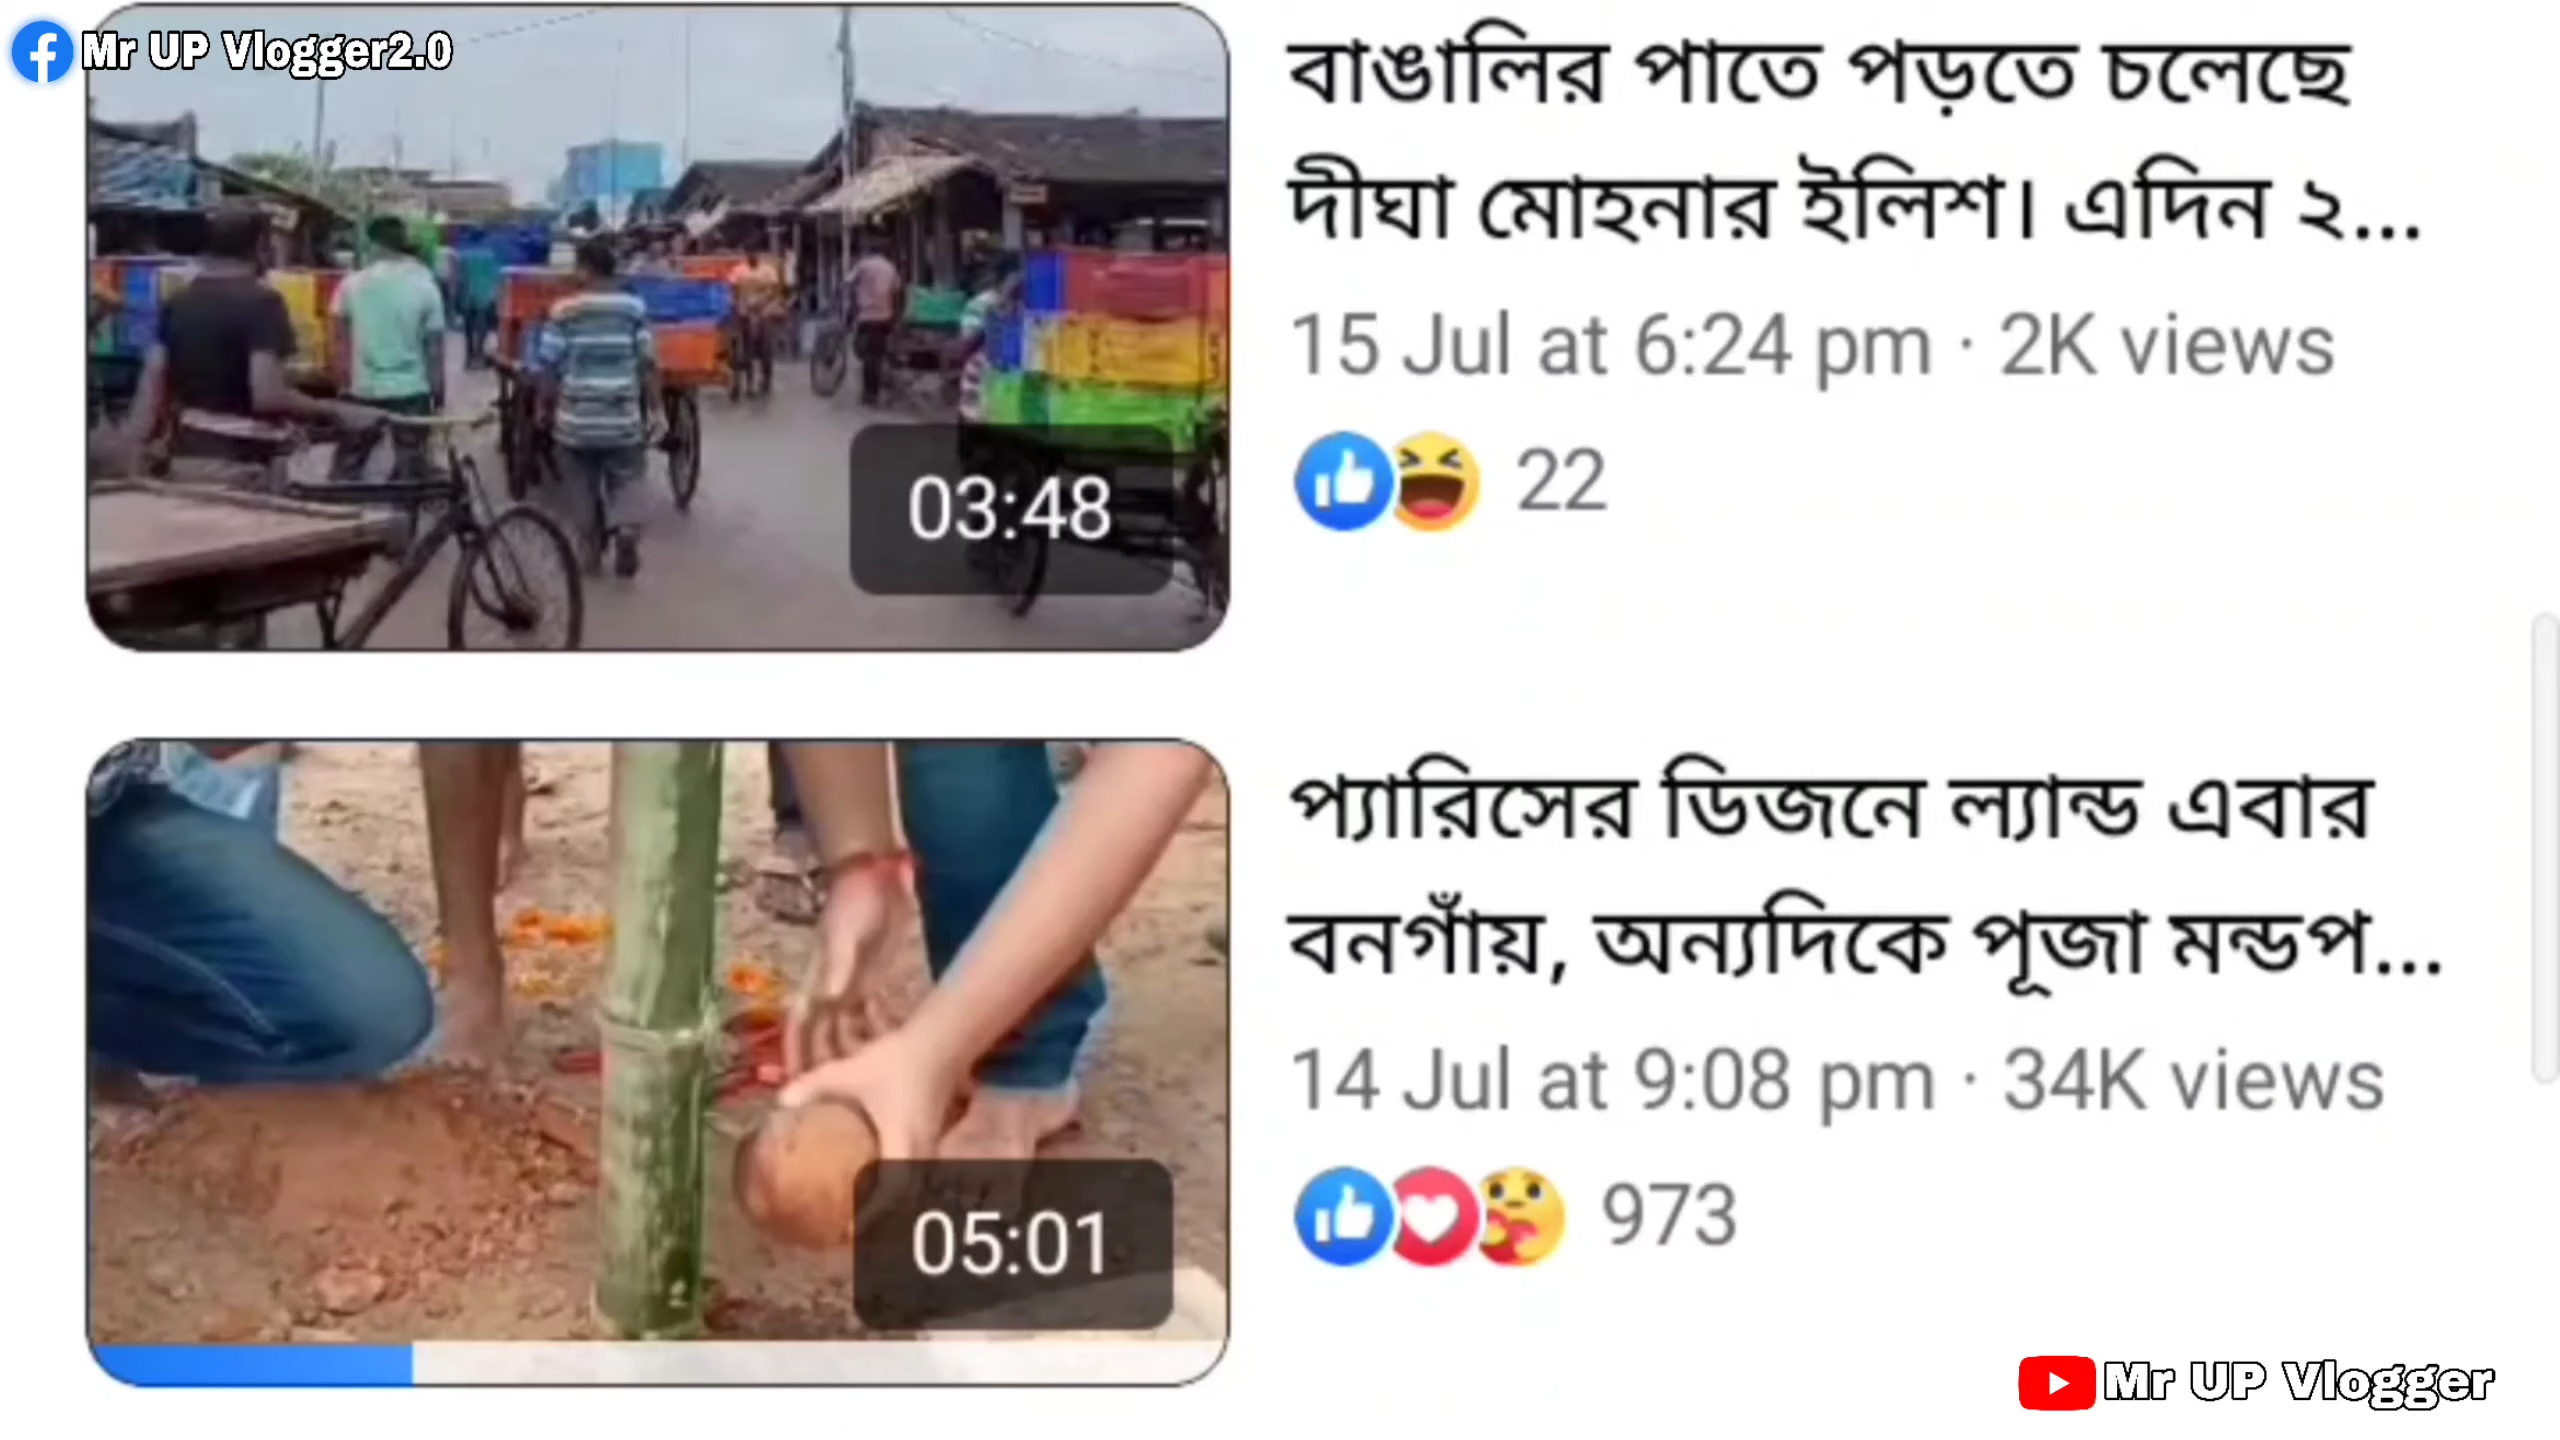 Mr UP Vlogger2.0
বাঙালির পাতে পড়তে চলেছে
দীঘা মোহনার ইলিশ। এদিন ২...
15 Jul at 6:24 pm · 2K views
22
03:48
প্যারিসের ডিজনে ল্যান্ড এবার
বনগাঁয়, অন্যদিকে পূজা মন্ডপ...
14 Jul at 9:08 pm · 34K views
973
05:01
Mr UP Vlogger